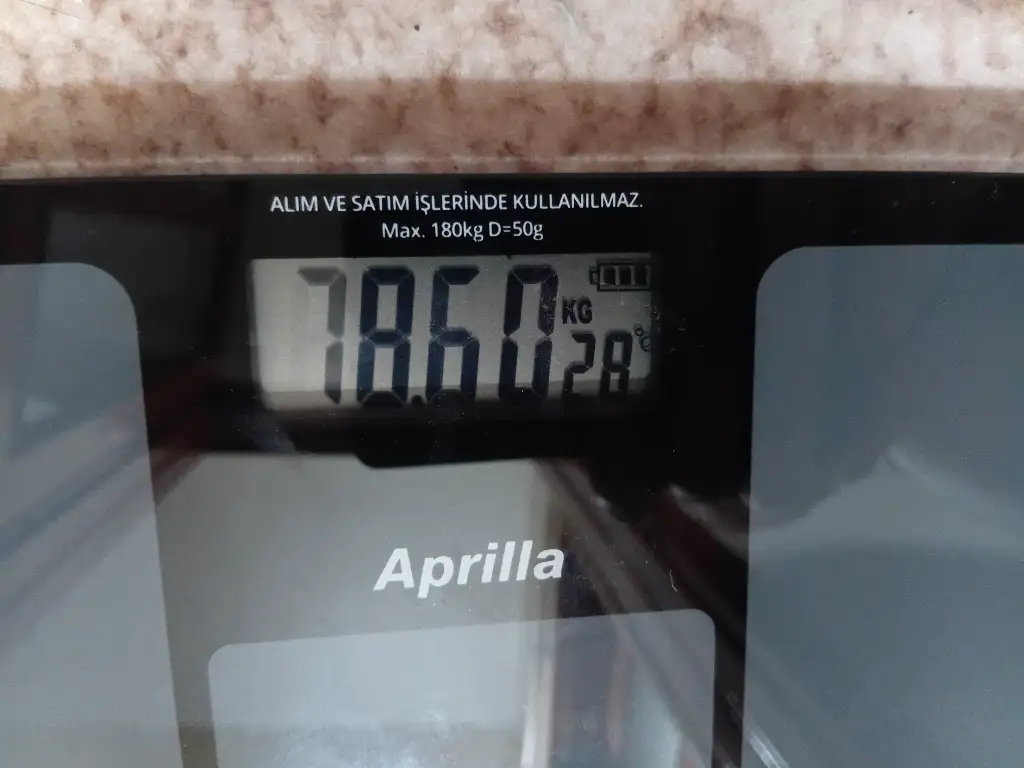 ALIM VE SATIM İŞLERİNDE KULLANILMAZ.
Max. 180kg D=50g
78.60 KG
28 °C
Aprilla